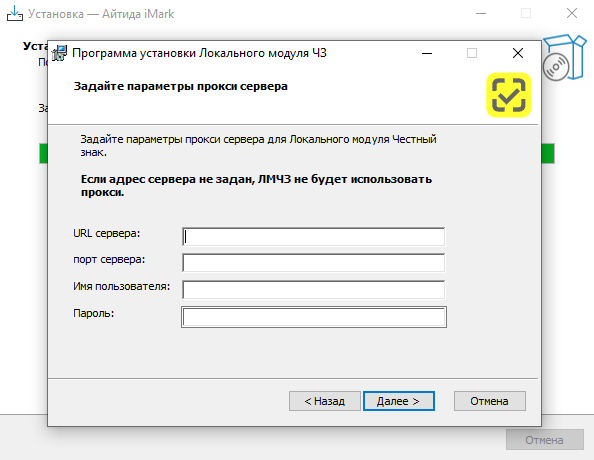 Установка — Айтида iMark
Программа установки Локального модуля ЧЗ
Задайте параметры прокси сервера
Задайте параметры прокси сервера для Локального модуля Честный
знак.
Если адрес сервера не задан, ЛМЧЗ не будет использовать
прокси.
URL сервера:
порт сервера:
Имя пользователя:
Пароль:
< Назад
Далее >
Отмена
Отмена